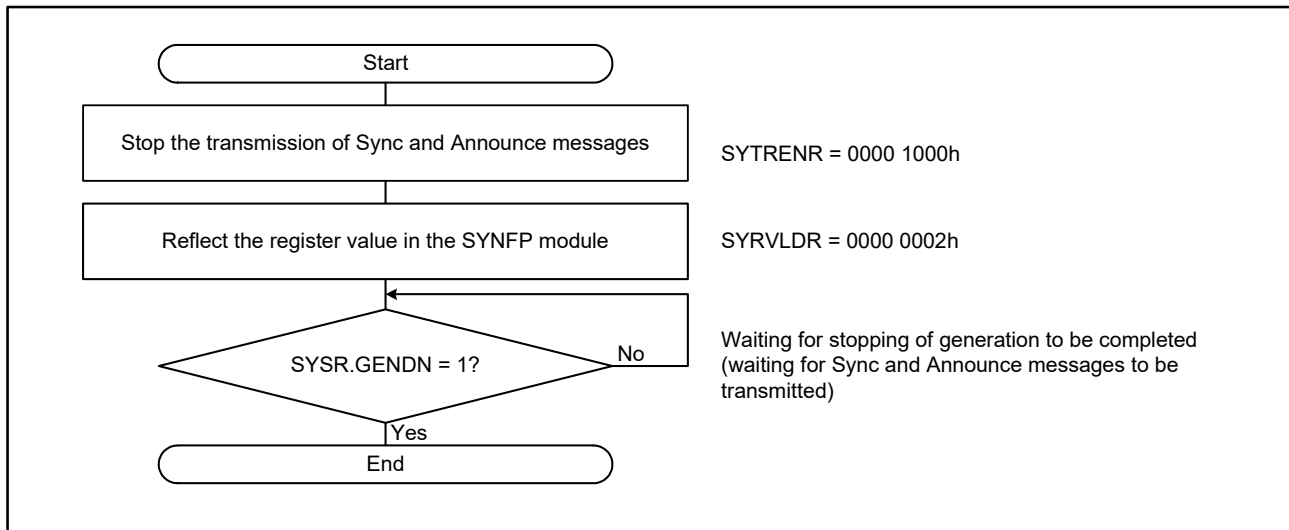 Start
Stop the transmission of Sync and Announce messages
SYTRENR = 0000 1000h
Reflect the register value in the SYNFP module
SYRVLDR = 0000 0002h
SYSR.GENDN = 1?
No
Waiting for stopping of generation to be completed
(waiting for Sync and Announce messages to be
transmitted)
Yes
End